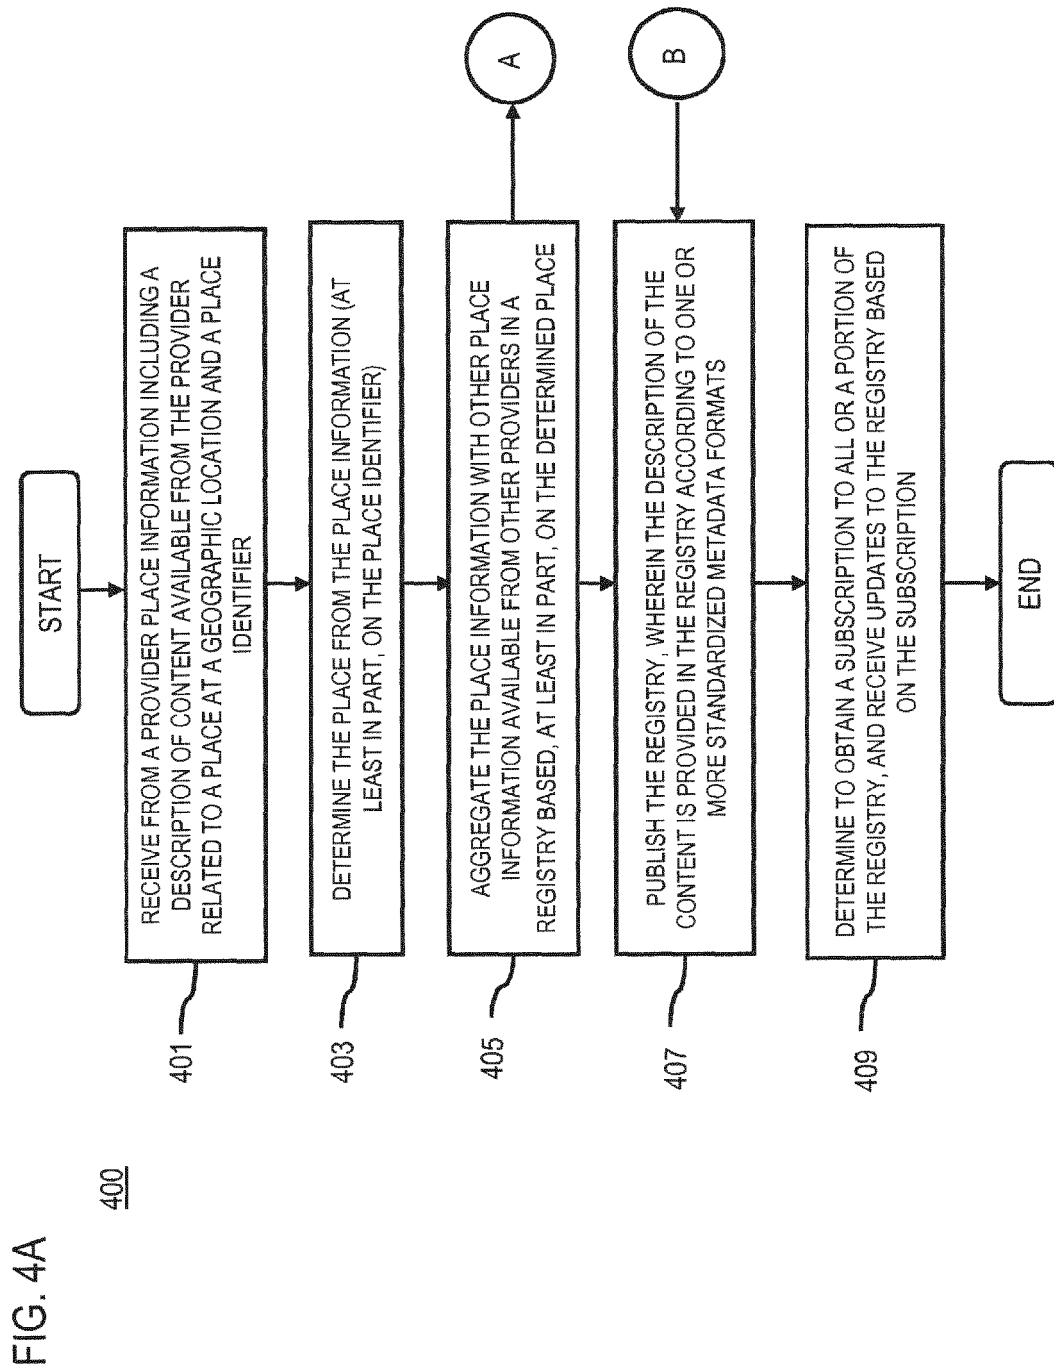 FIG. 4A
400
START
401
RECEIVE FROM A PROVIDER PLACE INFORMATION INCLUDING A
DESCRIPTION OF CONTENT AVAILABLE FROM THE PROVIDER
RELATED TO A PLACE AT A GEOGRAPHIC LOCATION AND A PLACE
IDENTIFIER
403
DETERMINE THE PLACE FROM THE PLACE INFORMATION (AT
LEAST IN PART, ON THE PLACE IDENTIFIER)
405
AGGREGATE THE PLACE INFORMATION WITH OTHER PLACE
INFORMATION AVAILABLE FROM OTHER PROVIDERS IN A
REGISTRY BASED, AT LEAST IN PART, ON THE DETERMINED PLACE
A
407
PUBLISH THE REGISTRY, WHEREIN THE DESCRIPTION OF THE
CONTENT IS PROVIDED IN THE REGISTRY ACCORDING TO ONE OR
MORE STANDARDIZED METADATA FORMATS
B
409
DETERMINE TO OBTAIN A SUBSCRIPTION TO ALL OR A PORTION OF
THE REGISTRY, AND RECEIVE UPDATES TO THE REGISTRY BASED
ON THE SUBSCRIPTION
END